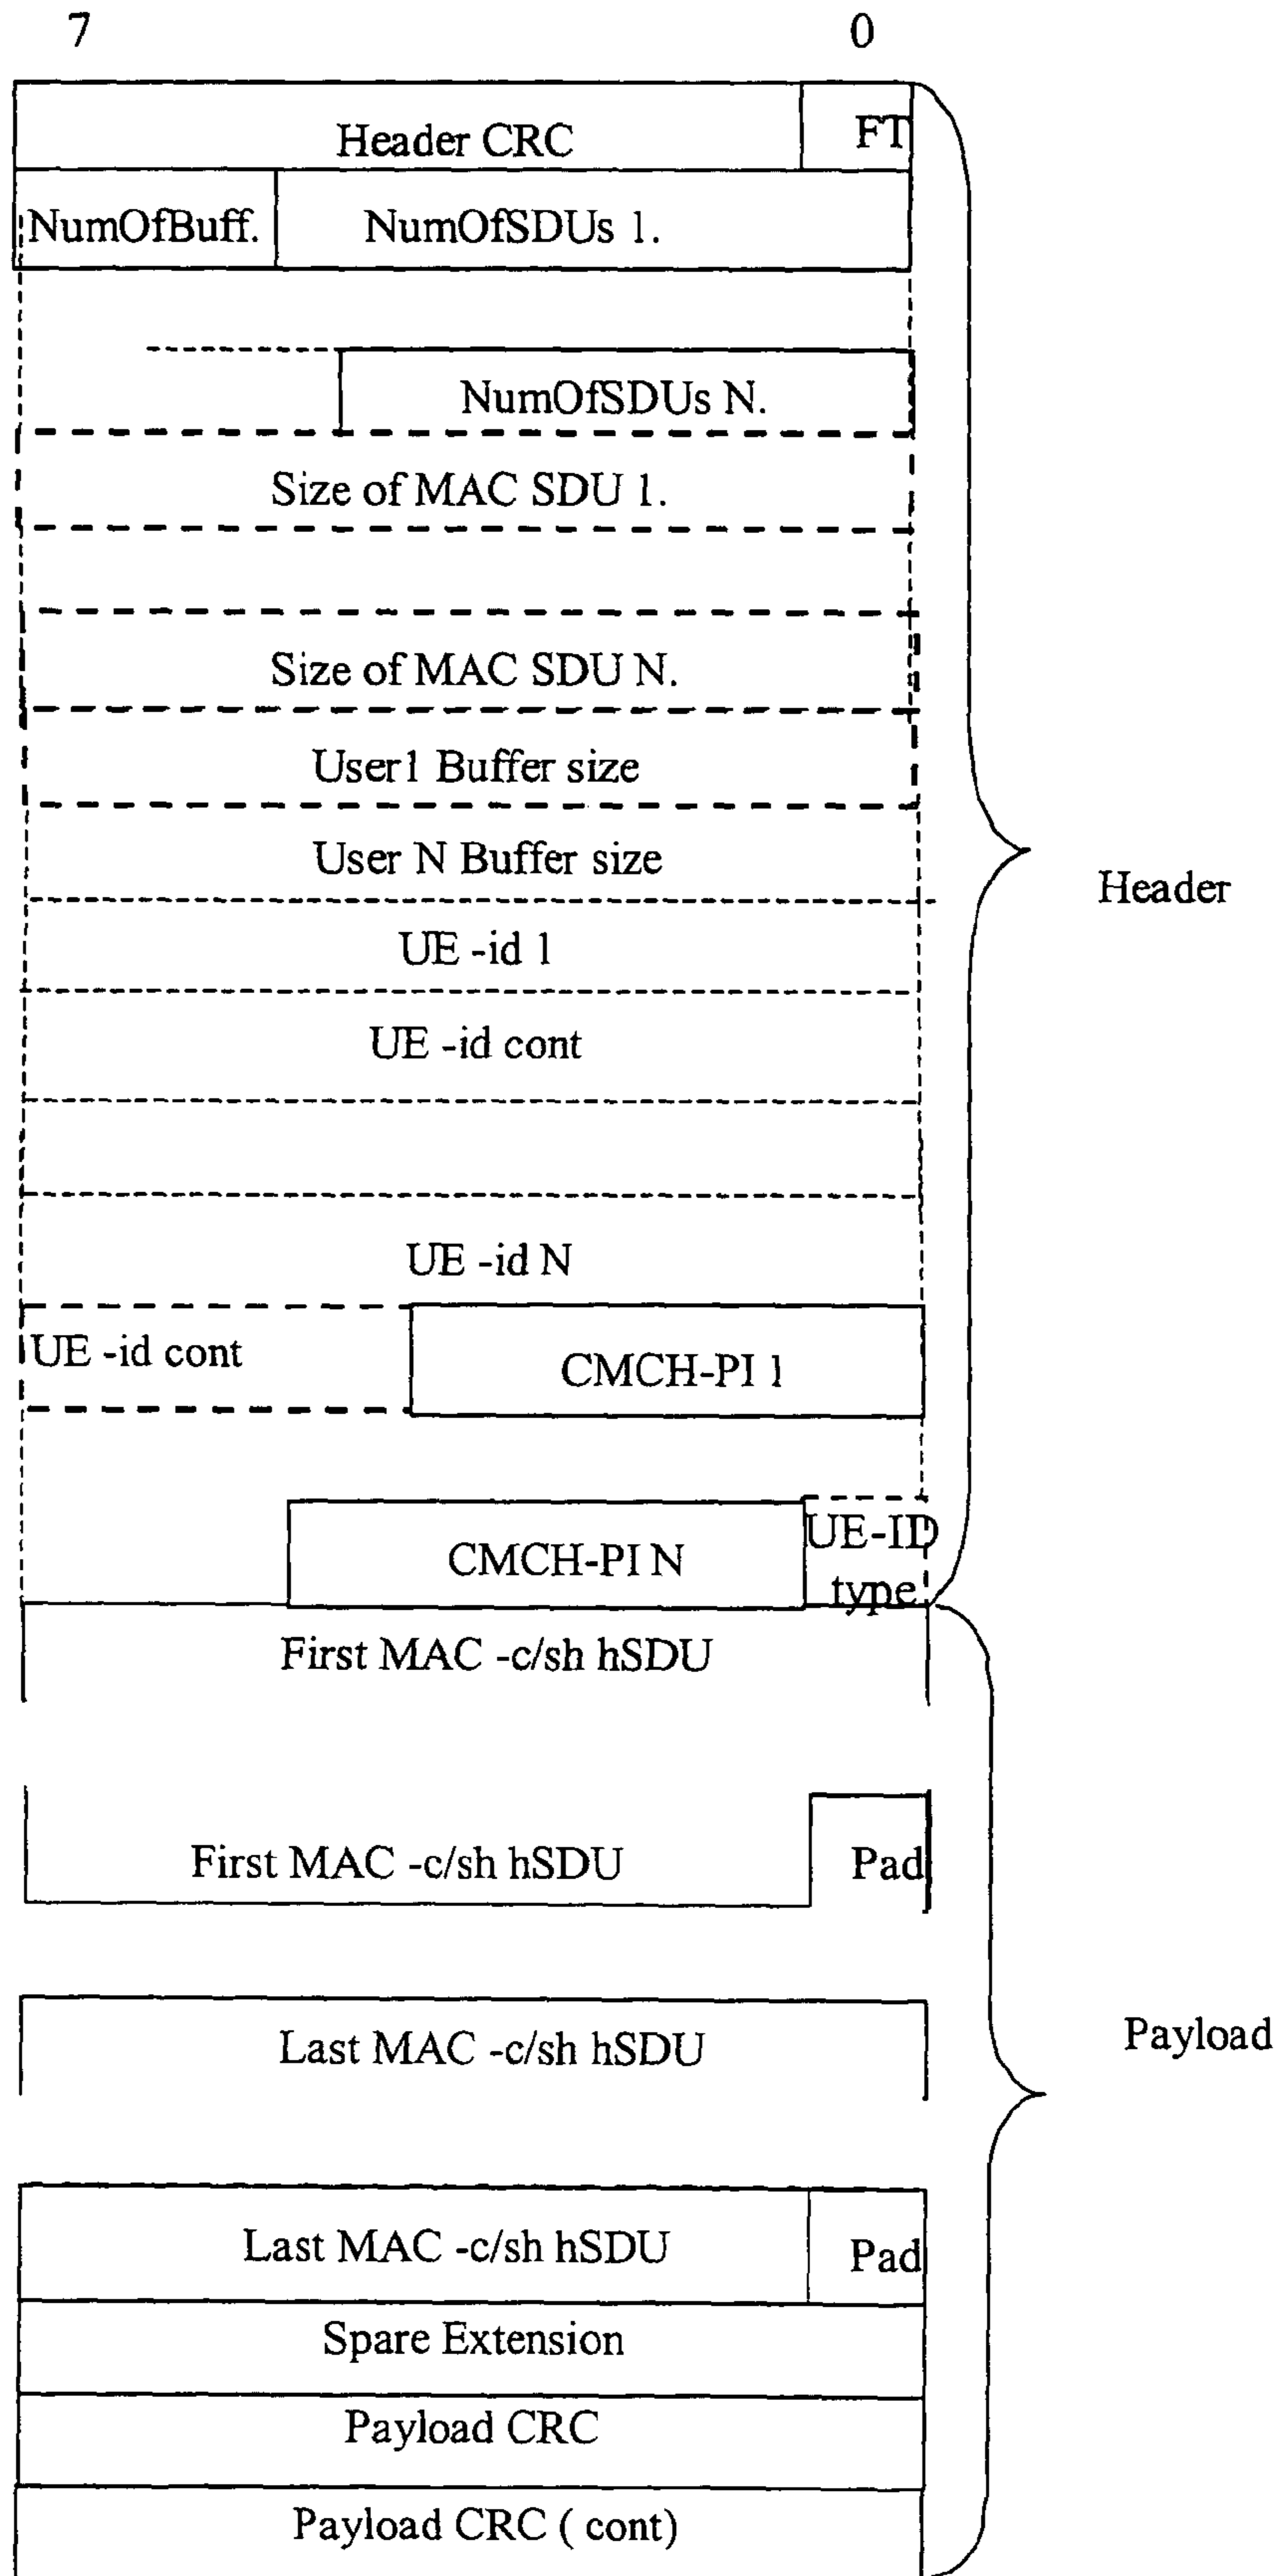 7 0
Header CRC FT
NumOfBuff. NumOfSDUs 1.
NumOfSDUs N.
Size of MAC SDU 1.
Size of MAC SDU N.
User1 Buffer size
User N Buffer size
Header
UE -id 1
UE -id cont
UE -id N
UE -id cont CMCH-PI 1
CMCH-PI N UE-ID
type
First MAC -c/sh hSDU
First MAC -c/sh hSDU Pad
Payload
Last MAC -c/sh hSDU
Last MAC -c/sh hSDU Pad
Spare Extension
Payload CRC
Payload CRC ( cont)